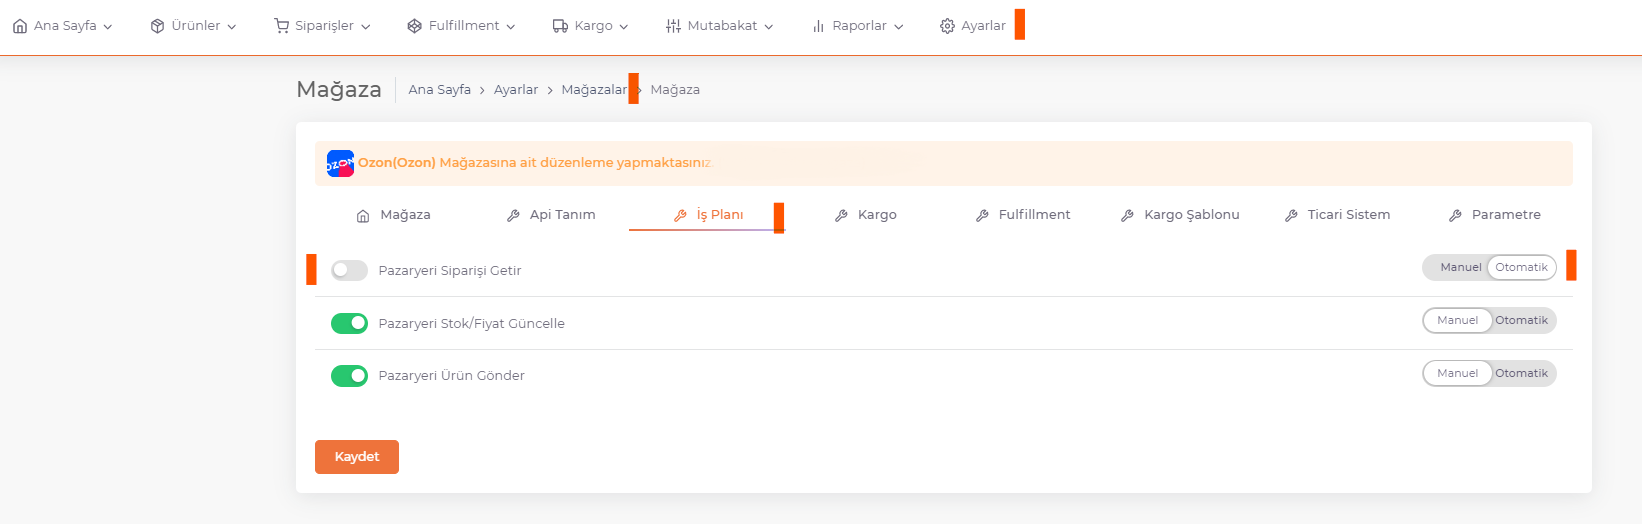 Ana Sayfa Ürünler Siparişler Fulfillment Kargo Mutabakat Raporlar Ayarlar
Mağaza Ana Sayfa > Ayarlar > Mağazalar > Mağaza
OZON Ozon(Ozon) Mağazasına ait düzenleme yapmaktasınız.
Mağaza Api Tanım İş Planı Kargo Fulfillment Kargo Şablonu Ticari Sistem Parametre
Pazaryeri Siparişi Getir Manuel Otomatik
Pazaryeri Stok/Fiyat Güncelle Manuel Otomatik
Pazaryeri Ürün Gönder Manuel Otomatik
Kaydet